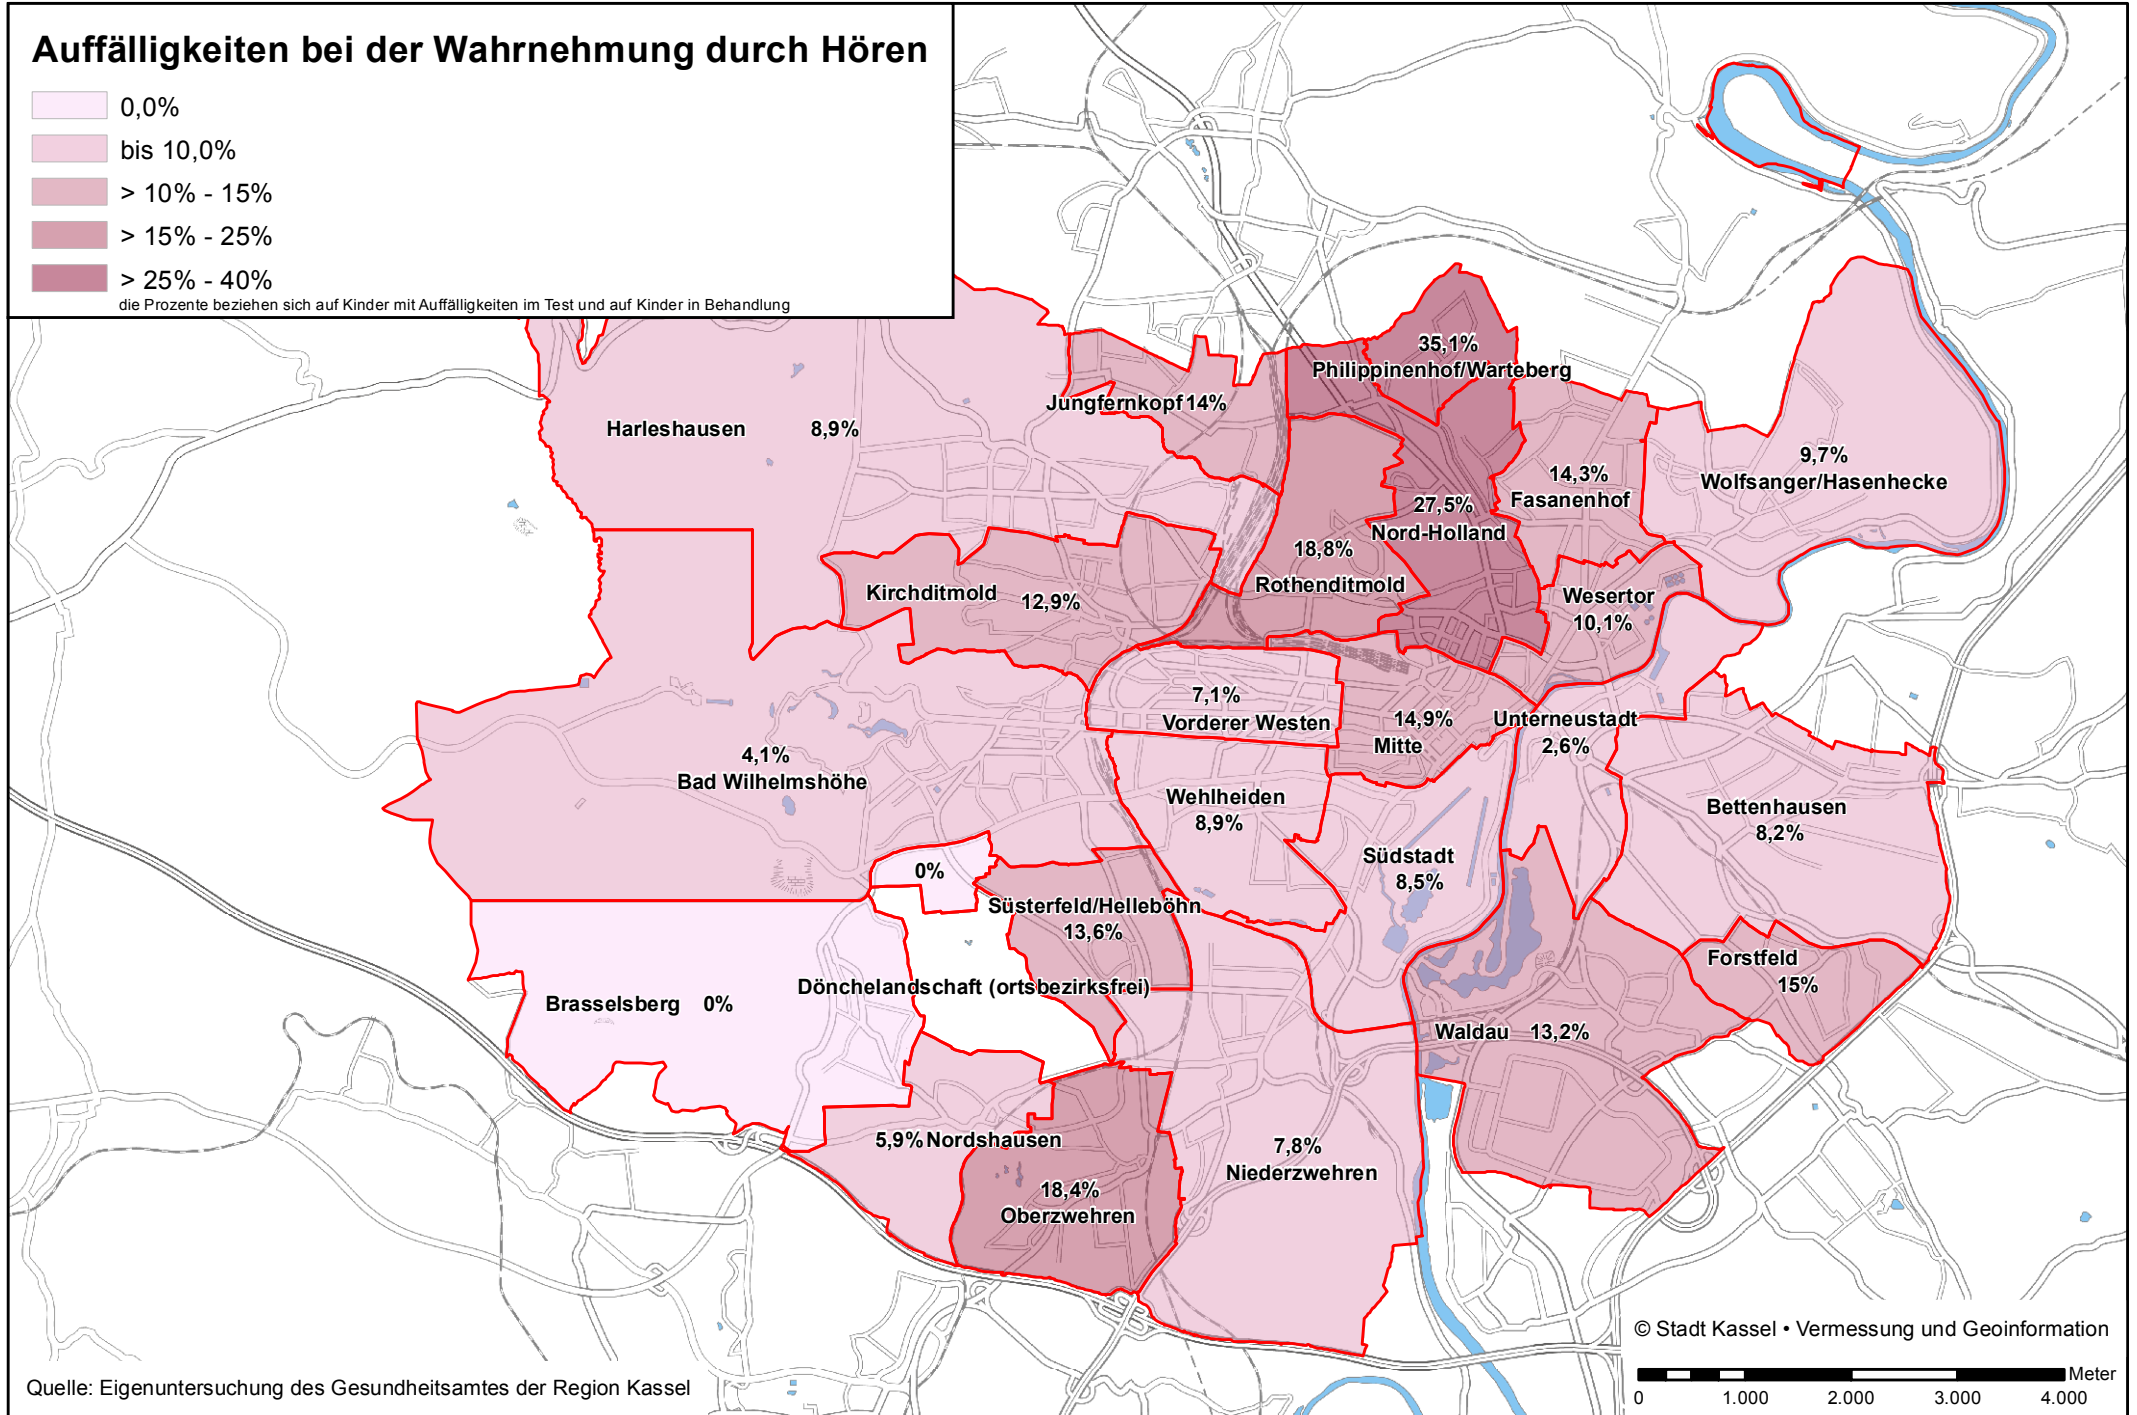 Auffälligkeiten bei der Wahrnehmung durch Hören
0,0%
bis 10,0%
> 10% - 15%
> 15% - 25%
> 25% - 40%
die Prozente beziehen sich auf Kinder mit Auffälligkeiten im Test und auf Kinder in Behandlung
35,1%
Philippinenhof/Warteberg
Jungfernkopf 14%
Harleshausen 8,9%
9,7%
Wolfsanger/Hasenhecke
14,3%
Fasanenhof
27,5%
Nord-Holland
18,8%
Rothenditmold
Kirchditmold 12,9%
Wesertor
10,1%
7,1%
Vorderer Westen
14,9%
Mitte
Unterneustadt
2,6%
4,1%
Bad Wilhelmshöhe
Wehlheiden
8,9%
Bettenhausen
8,2%
Südstadt
8,5%
0%
Süsterfeld/Helleböhn
13,6%
Forstfeld
15%
Dönchelandschaft (ortsbezirksfrei)
Brasselsberg 0%
Waldau 13,2%
5,9% Nordshausen
7,8%
Niederzwehren
18,4%
Oberzwehren
© Stadt Kassel • Vermessung und Geoinformation
Meter
0 1.000 2.000 3.000 4.000
Quelle: Eigenuntersuchung des Gesundheitsamtes der Region Kassel